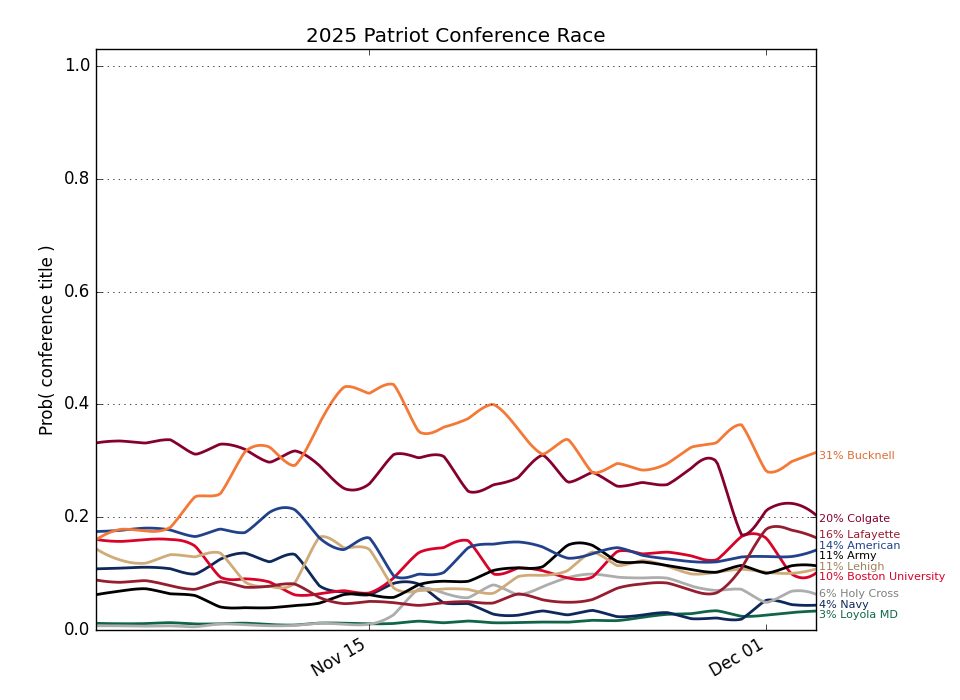 2025 Patriot Conference Race
Prob( conference title )
1.0
0.8
0.6
0.4
0.2
0.0
Nov 15
Dec 01
31% Bucknell
20% Colgate
16% Lafayette
14% American
11% Army
11% Lehigh
10% Boston University
6% Holy Cross
4% Navy
3% Loyola MD